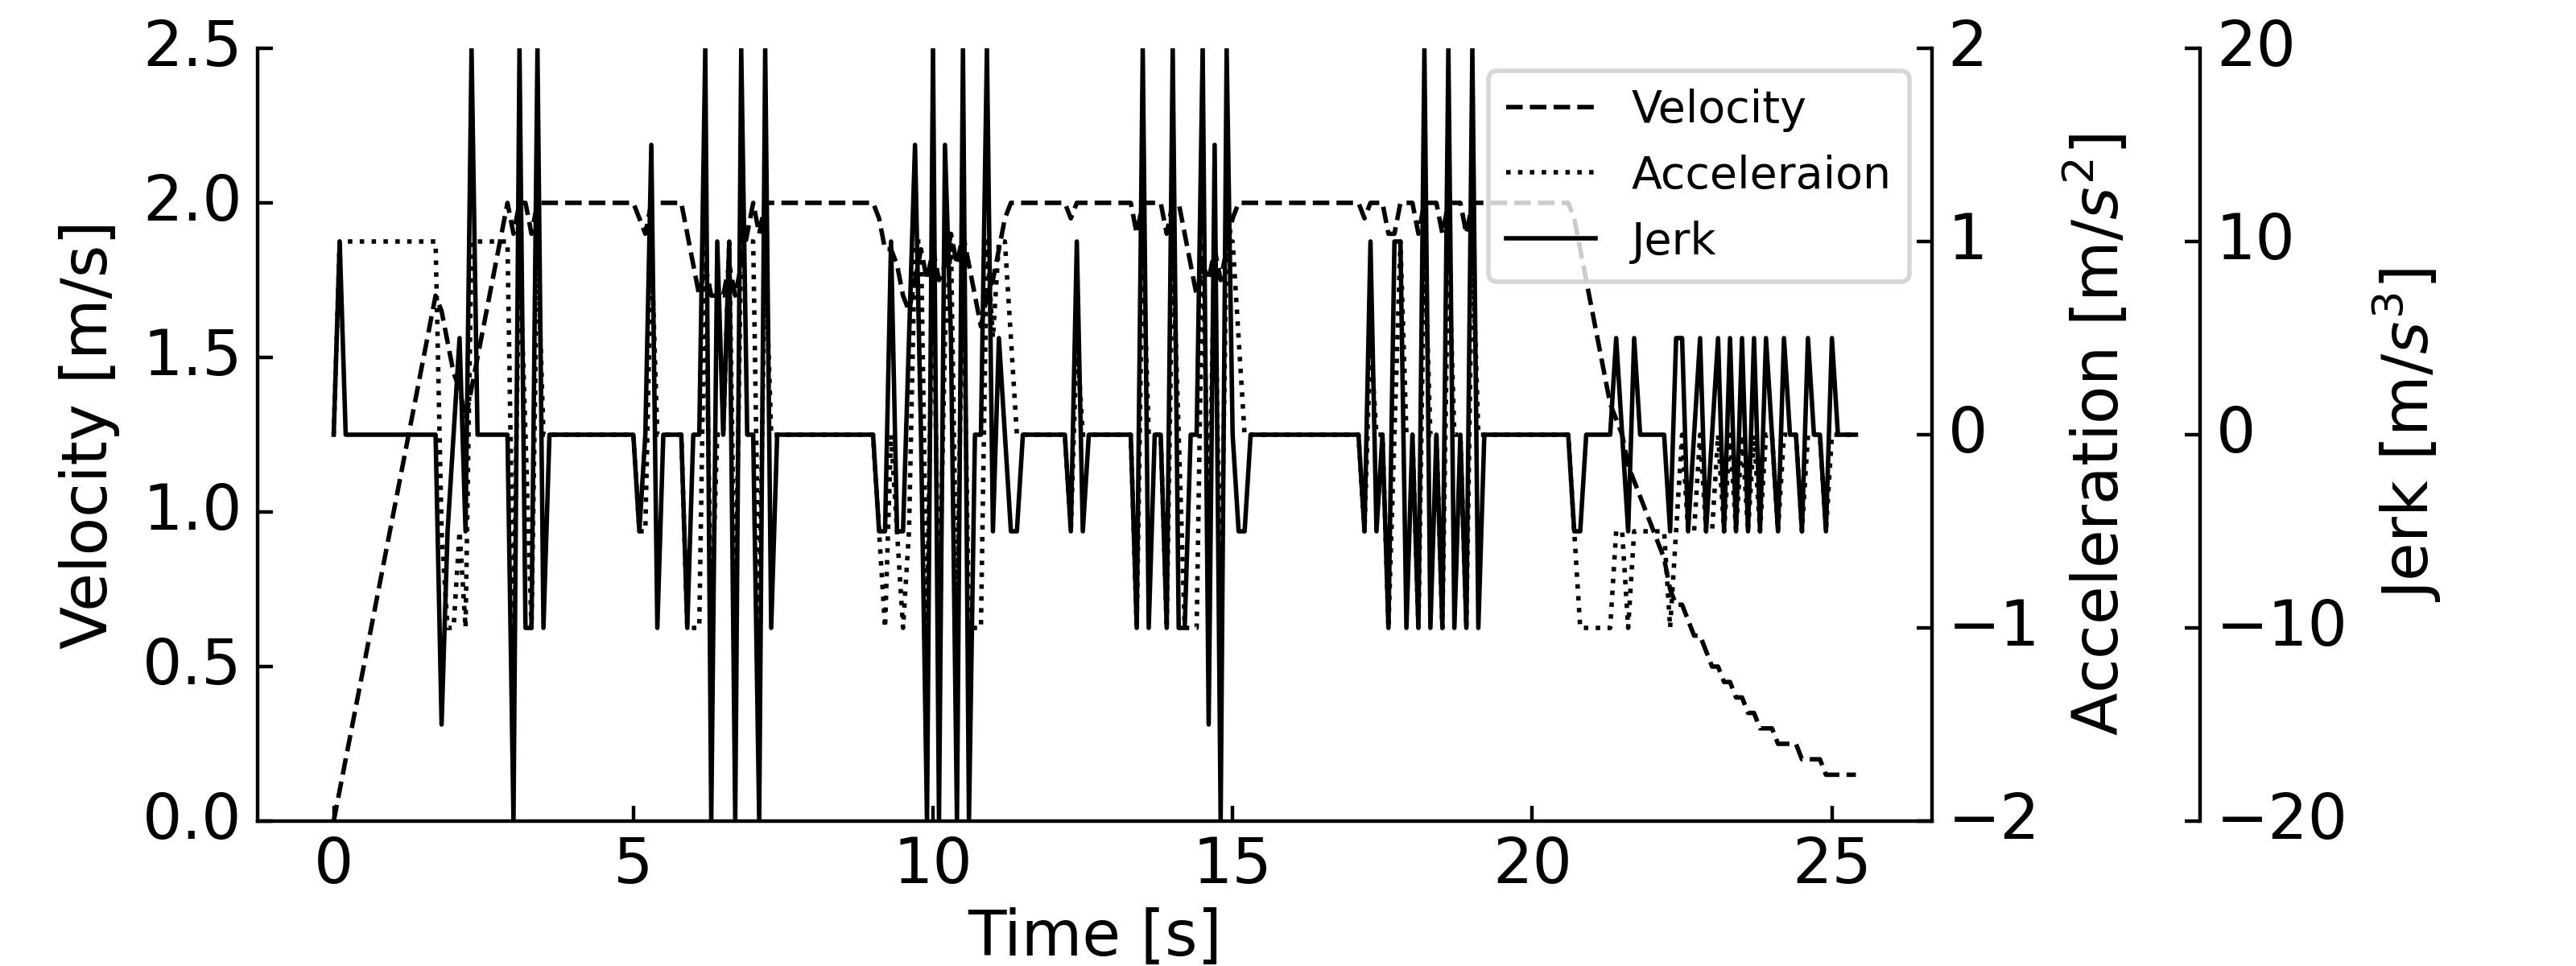 Velocity [m/s]
2.5
2.0
1.5
1.0
0.5
0.0
0 5 10 15 20 25
Time [s]
Velocity
Acceleraion
Jerk
2
1
0
−1
−2
Acceleration [m/s²]
20
10
0
−10
−20
Jerk [m/s³]